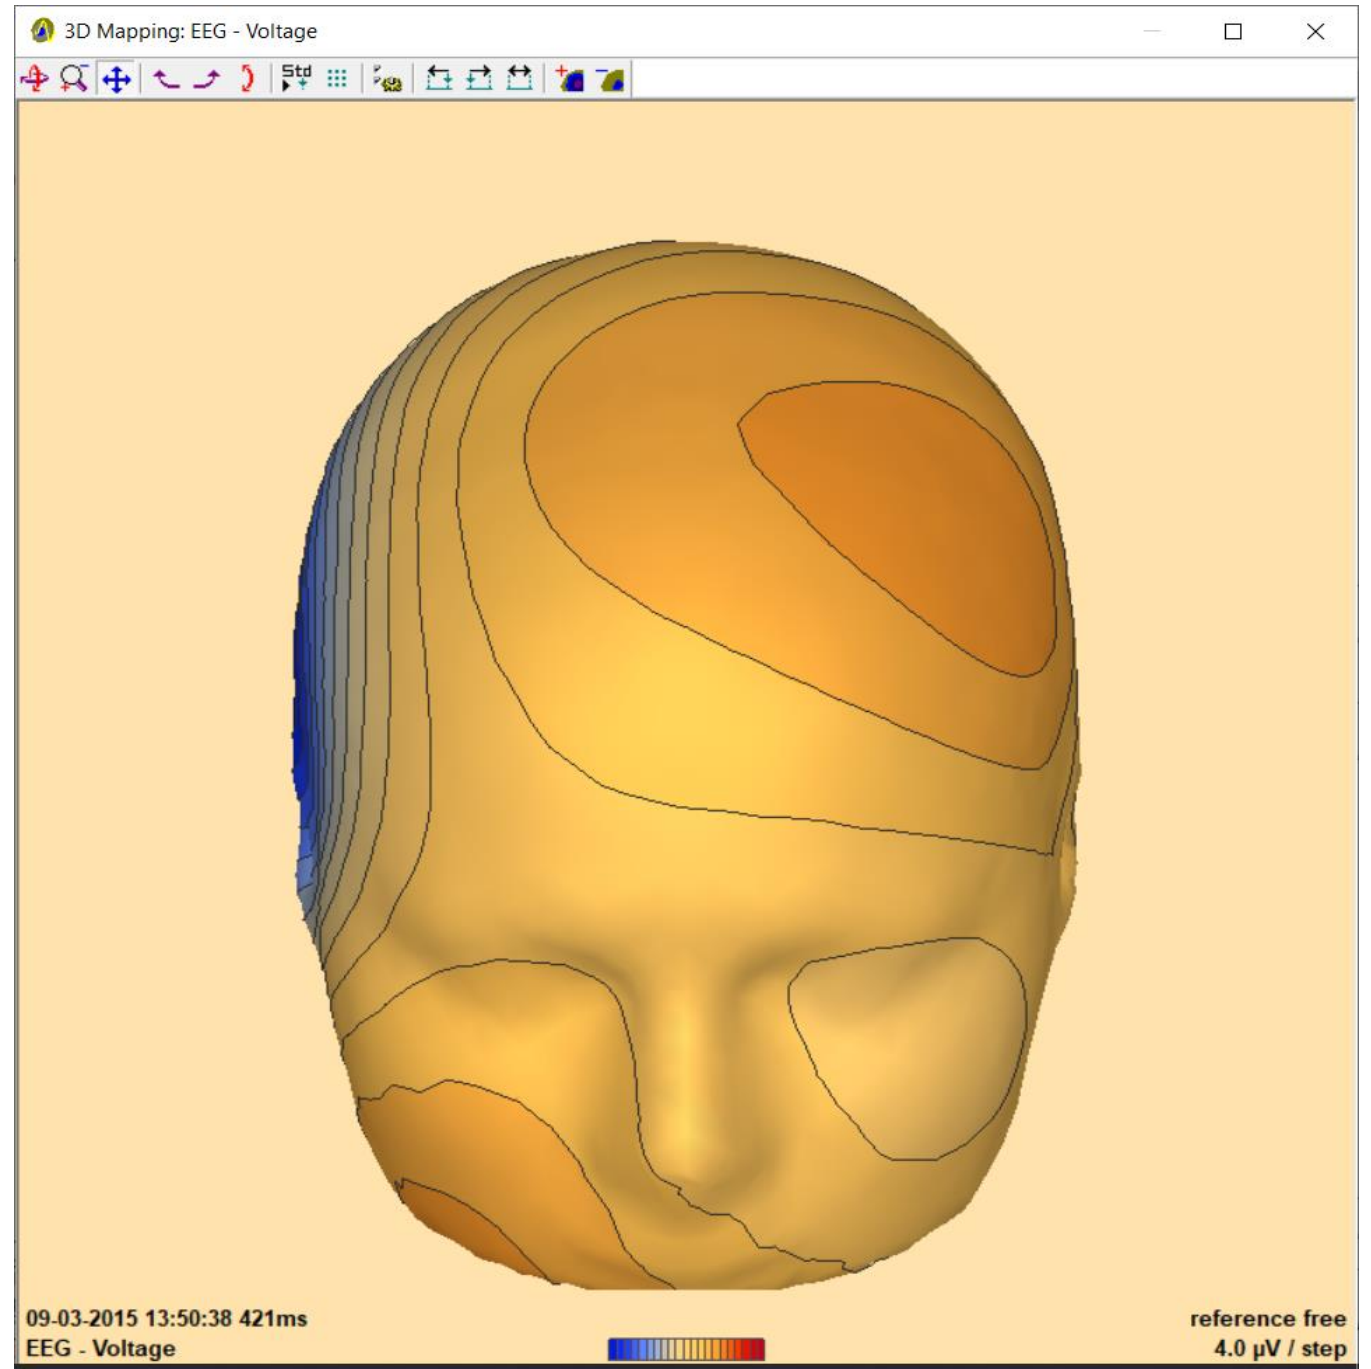 3D Mapping: EEG - Voltage
Std
09-03-2015 13:50:38 421ms
reference free
EEG - Voltage
4.0 µV / step